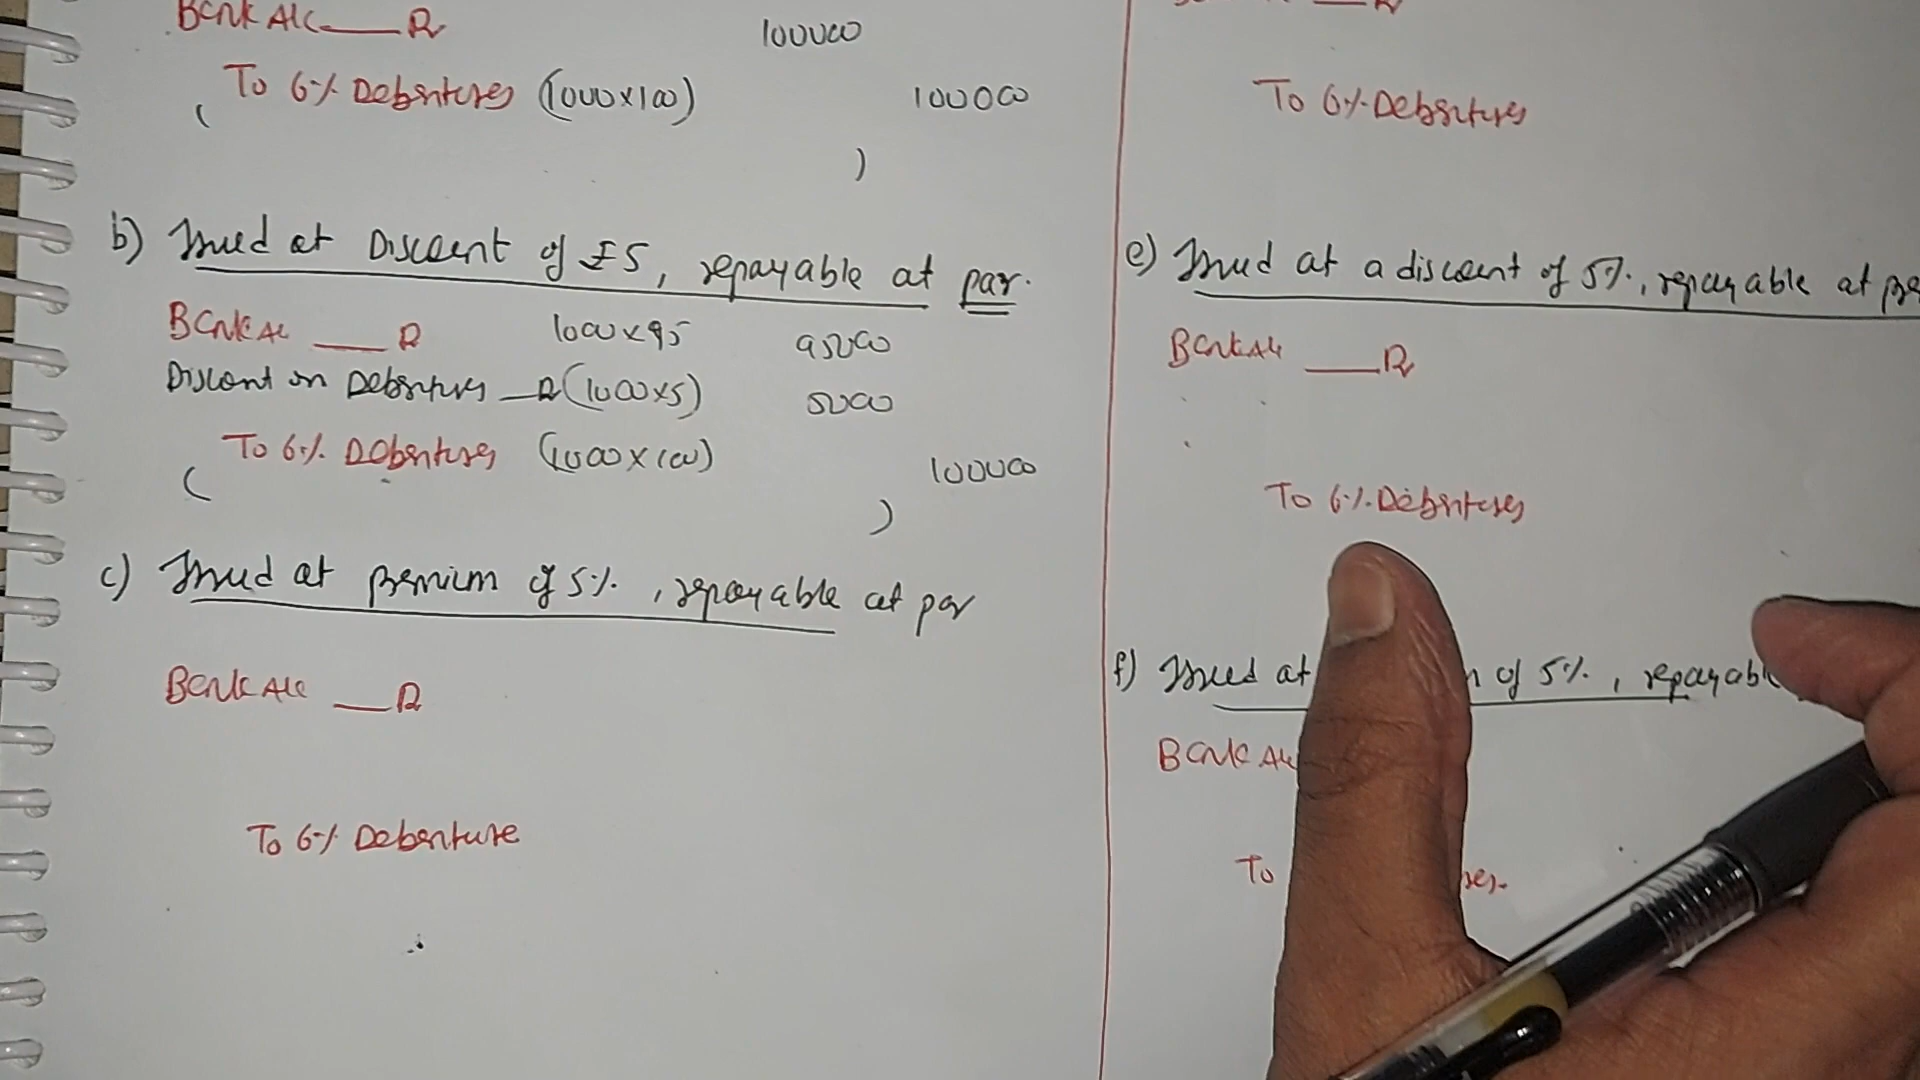 Bank A/c ___ Dr 100000
To 6% Debentures (1000x100) 100000
( )
b) Issued at Discount of ₹5, repayable at par.
Bank A/c ___ Dr 1000x95 95000
Discount on Debentures _Dr (1000x5) 5000
To 6% Debentures (1000x100) 100000
( )
c) Issued at premium of 5%, repayable at par
Bank A/c ___ Dr
To 6% Debenture
To 6% Debentures
e) Issued at a discount of 5%, repayable at
Bank A/c ___ Dr
To 6% Debentures
f) Issued at of 5%, repayable
Bank A/c
To